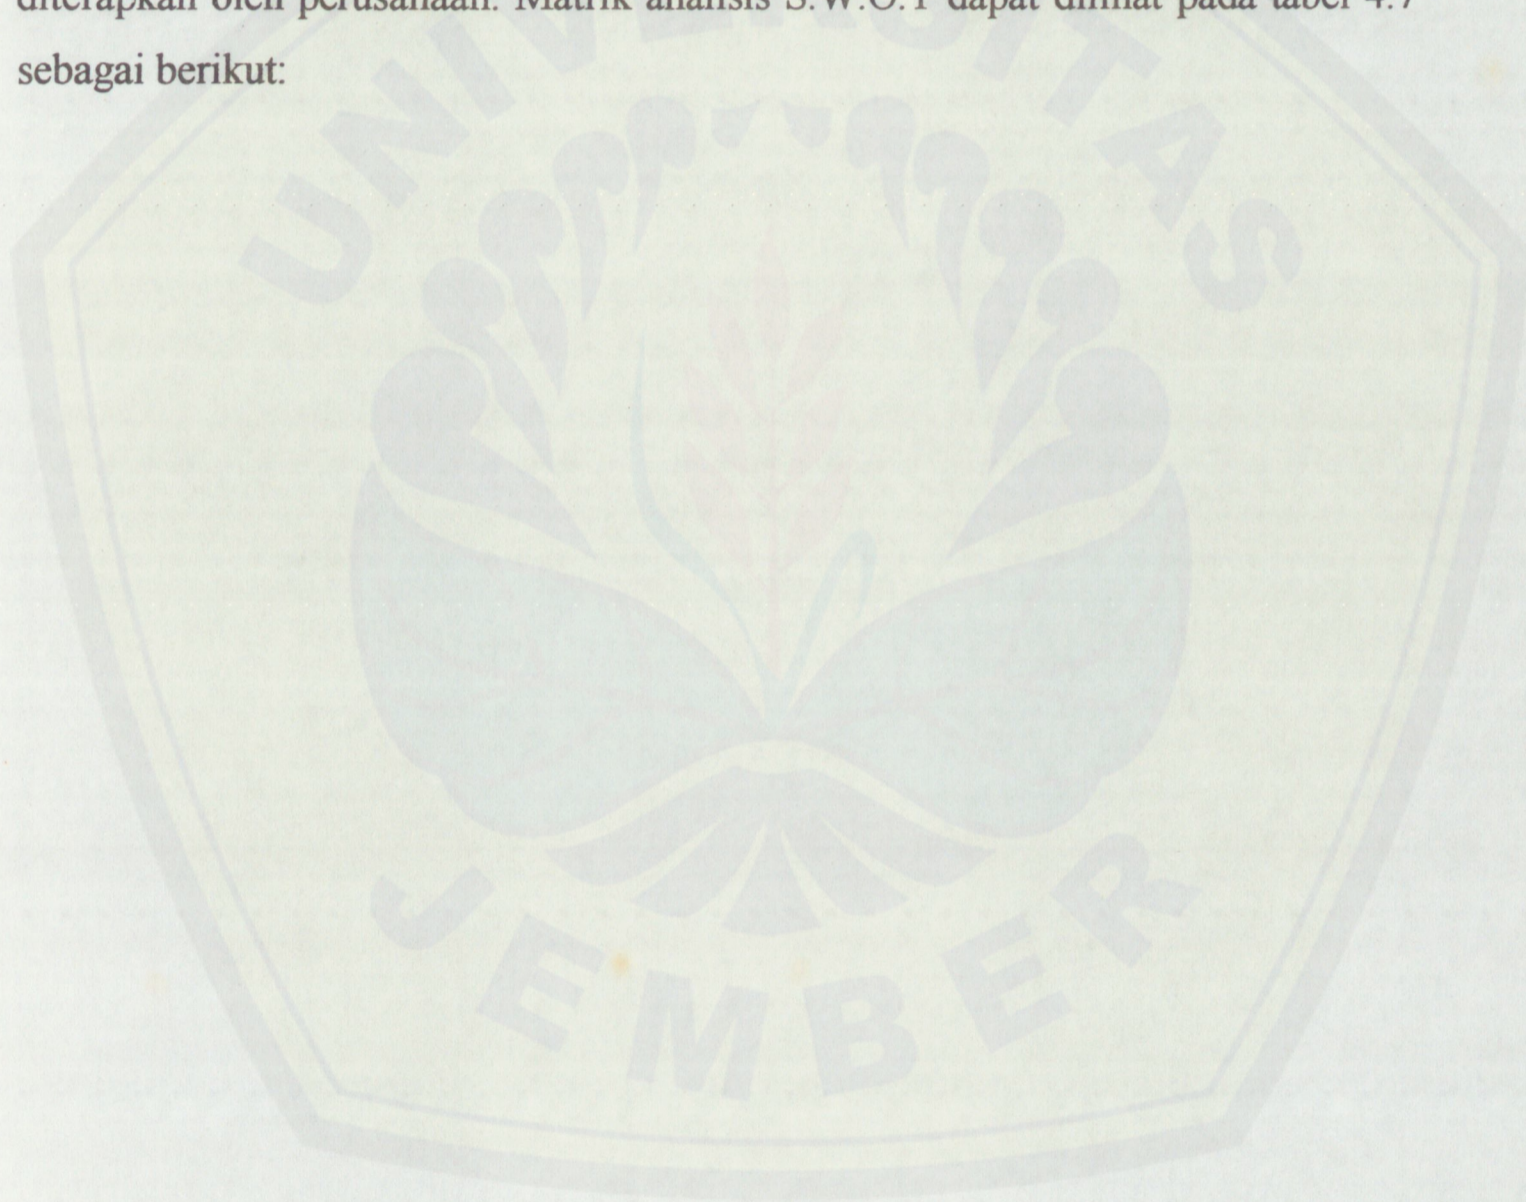 diterapkan oleh perusahaan. Matrik analisis S.W.O.T dapat dilihat pada tabel 4.7
sebagai berikut:
UNIVERSITAS
JEMBER